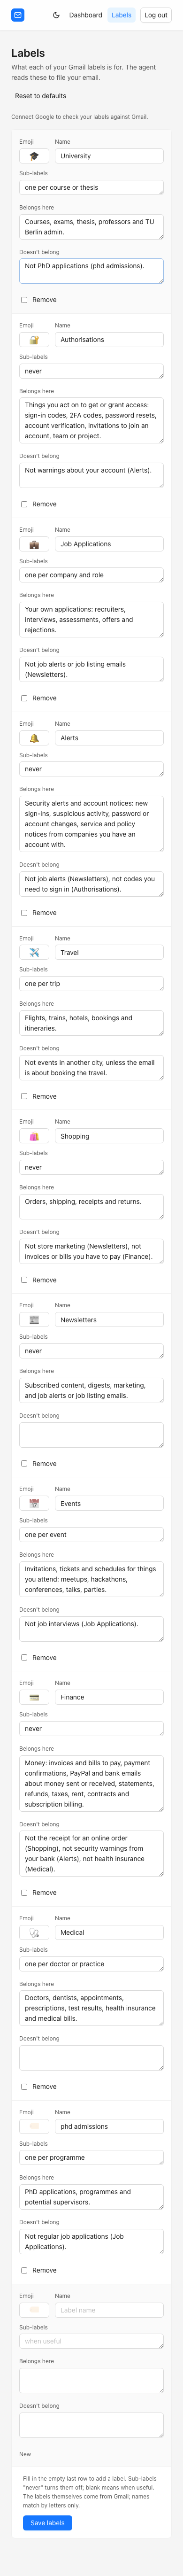 Dashboard Labels Log out
Labels
What each of your Gmail labels is for. The agent
reads these to file your email.
Reset to defaults
Connect Google to check your labels against Gmail.
Emoji Name
University
Sub-labels
one per course or thesis
Belongs here
Courses, exams, thesis, professors and TU
Berlin admin.
Doesn't belong
Not PhD applications (phd admissions).
Remove
Emoji Name
Authorisations
Sub-labels
never
Belongs here
Things you act on to get or grant access:
sign-in codes, 2FA codes, password resets,
account verification, invitations to join an
account, team or project.
Doesn't belong
Not warnings about your account (Alerts).
Remove
Emoji Name
Job Applications
Sub-labels
one per company and role
Belongs here
Your own applications: recruiters,
interviews, assessments, offers and
rejections.
Doesn't belong
Not job alerts or job listing emails
(Newsletters).
Remove
Emoji Name
Alerts
Sub-labels
never
Belongs here
Security alerts and account notices: new
sign-ins, suspicious activity, password or
account changes, service and policy
notices from companies you have an
account with.
Doesn't belong
Not job alerts (Newsletters), not codes you
need to sign in (Authorisations).
Remove
Emoji Name
Travel
Sub-labels
one per trip
Belongs here
Flights, trains, hotels, bookings and
itineraries.
Doesn't belong
Not events in another city, unless the email
is about booking the travel.
Remove
Emoji Name
Shopping
Sub-labels
never
Belongs here
Orders, shipping, receipts and returns.
Doesn't belong
Not store marketing (Newsletters), not
invoices or bills you have to pay (Finance).
Remove
Emoji Name
Newsletters
Sub-labels
never
Belongs here
Subscribed content, digests, marketing,
and job alerts or job listing emails.
Doesn't belong
Remove
Emoji Name
Events
Sub-labels
one per event
Belongs here
Invitations, tickets and schedules for things
you attend: meetups, hackathons,
conferences, talks, parties.
Doesn't belong
Not job interviews (Job Applications).
Remove
Emoji Name
Finance
Sub-labels
never
Belongs here
Money: invoices and bills to pay, payment
confirmations, PayPal and bank emails
about money sent or received, statements,
refunds, taxes, rent, contracts and
subscription billing.
Doesn't belong
Not the receipt for an online order
(Shopping), not security warnings from
your bank (Alerts), not health insurance
(Medical).
Remove
Emoji Name
Medical
Sub-labels
one per doctor or practice
Belongs here
Doctors, dentists, appointments,
prescriptions, test results, health insurance
and medical bills.
Doesn't belong
Remove
Emoji Name
phd admissions
Sub-labels
one per programme
Belongs here
PhD applications, programmes and
potential supervisors.
Doesn't belong
Not regular job applications (Job
Applications).
Remove
Emoji Name
Label name
Sub-labels
when useful
Belongs here
Doesn't belong
New
Fill in the empty last row to add a label. Sub-labels
"never" turns them off; blank means when useful.
The labels themselves come from Gmail; names
match by letters only.
Save labels